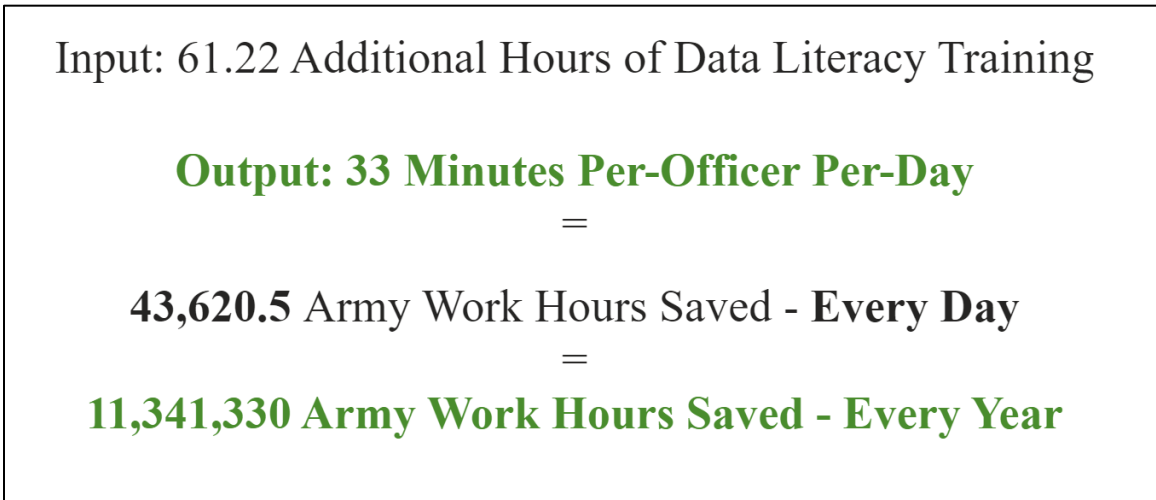 Input: 61.22 Additional Hours of Data Literacy Training
Output: 33 Minutes Per-Officer Per-Day
=
43,620.5 Army Work Hours Saved - Every Day
=
11,341,330 Army Work Hours Saved - Every Year